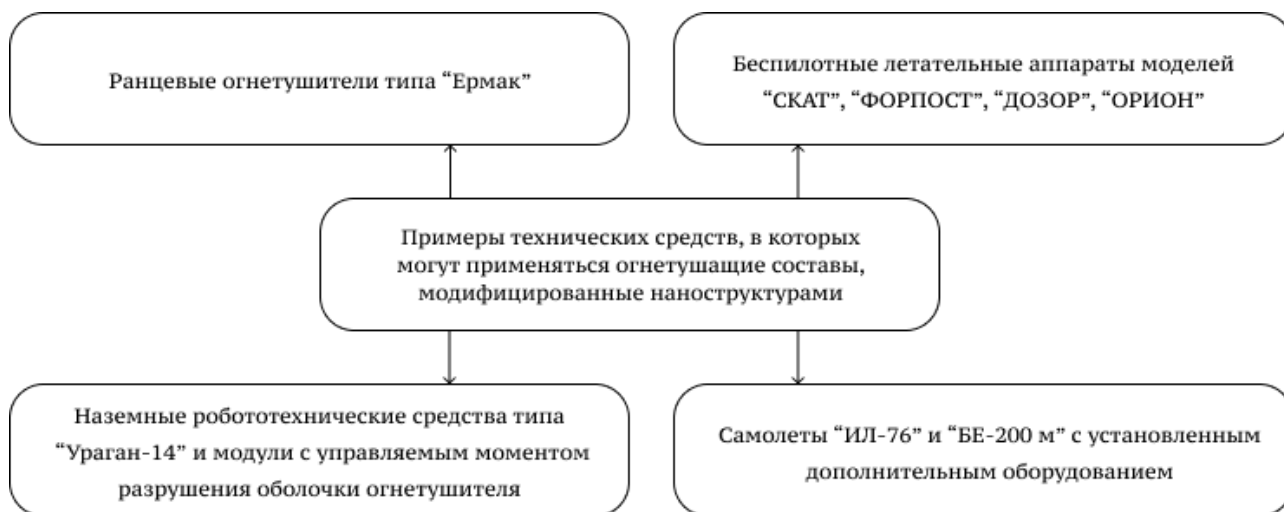 Ранцевые огнетушители типа “Ермак”
Беспилотные летательные аппараты моделей
“СКАТ”, “ФОРПОСТ”, “ДОЗОР”, “ОРИОН”
Примеры технических средств, в которых
могут применяться огнетушащие составы,
модифицированные наноструктурами
Наземные робототехнические средства типа
“Ураган-14” и модули с управляемым моментом
разрушения оболочки огнетушителя
Самолеты “ИЛ-76” и “БЕ-200 м” с установленным
дополнительным оборудованием